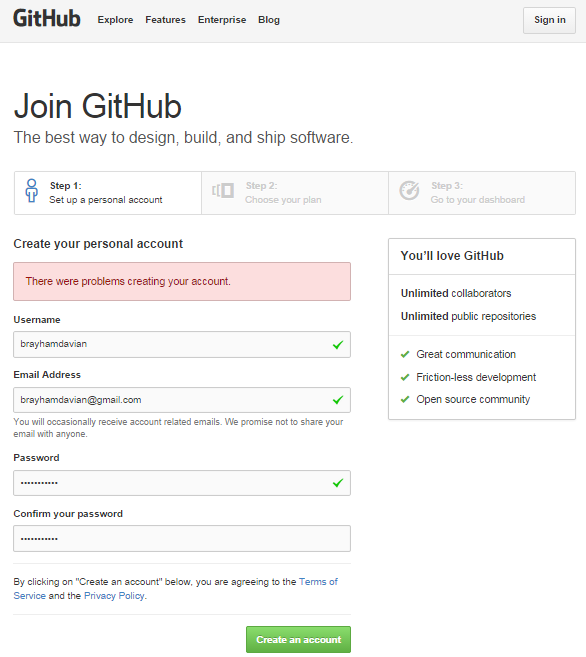 GitHub Explore Features Enterprise Blog Sign in
Join GitHub
The best way to design, build, and ship software.
Step 1:
Set up a personal account
Step 2:
Choose your plan
Step 3:
Go to your dashboard
Create your personal account
There were problems creating your account.
Username
brayhamdavian
Email Address
brayhamdavian@gmail.com
You will occasionally receive account related emails. We promise not to share your
email with anyone.
Password
•••••••••••
Confirm your password
•••••••••••
By clicking on "Create an account" below, you are agreeing to the Terms of
Service and the Privacy Policy.
Create an account
You'll love GitHub
Unlimited collaborators
Unlimited public repositories
Great communication
Friction-less development
Open source community